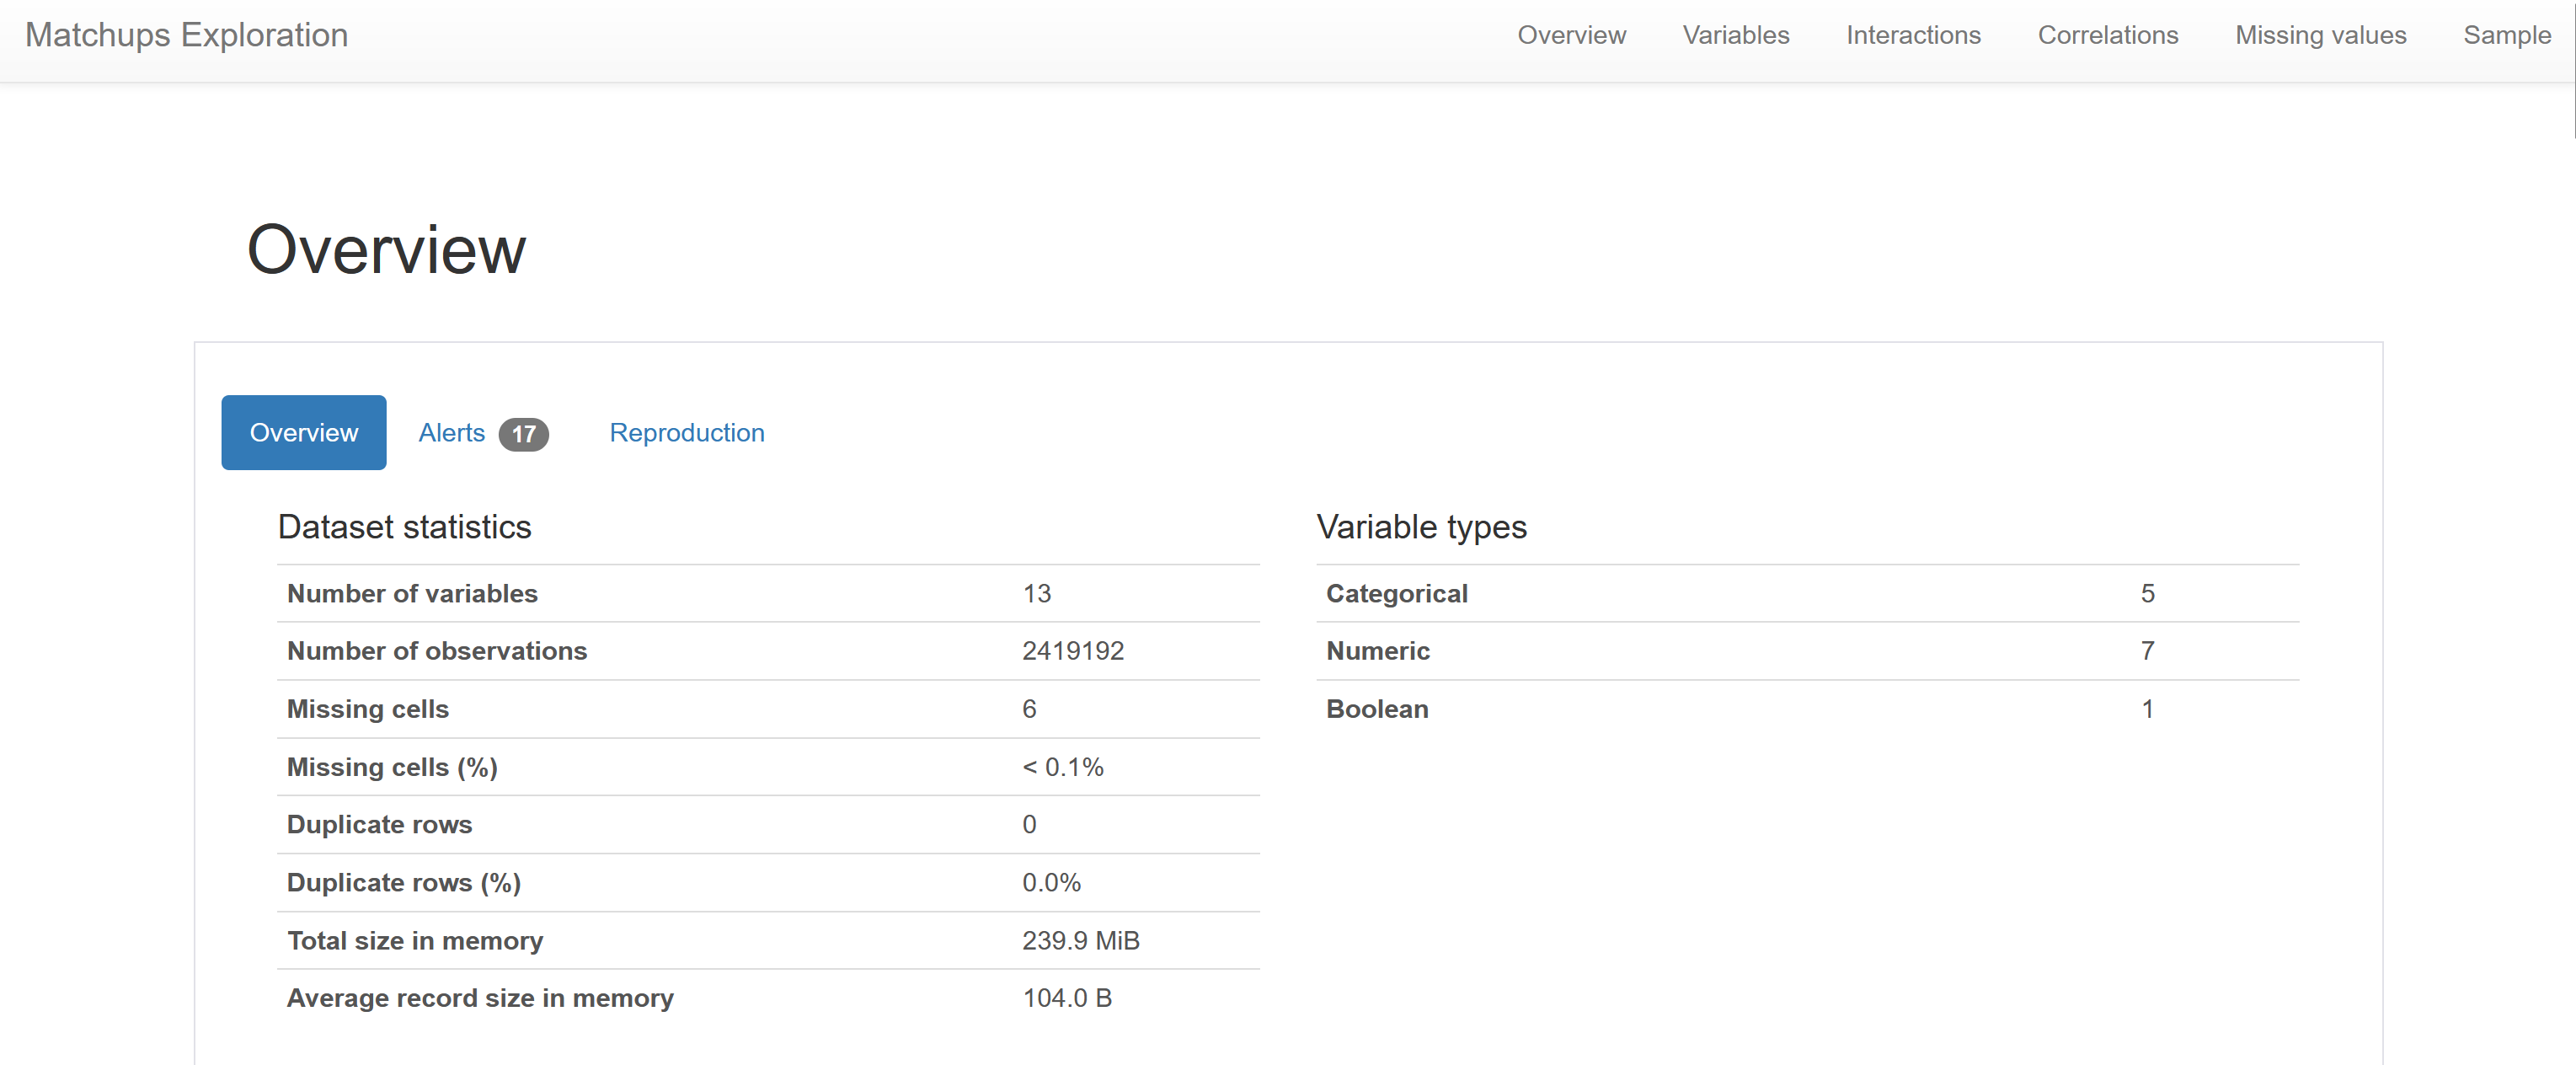 Matchups Exploration Overview Variables Interactions Correlations Missing values Sample
Overview
Overview Alerts 17 Reproduction
Dataset statistics
Number of variables 13
Number of observations 2419192
Missing cells 6
Missing cells (%) < 0.1%
Duplicate rows 0
Duplicate rows (%) 0.0%
Total size in memory 239.9 MiB
Average record size in memory 104.0 B
Variable types
Categorical 5
Numeric 7
Boolean 1